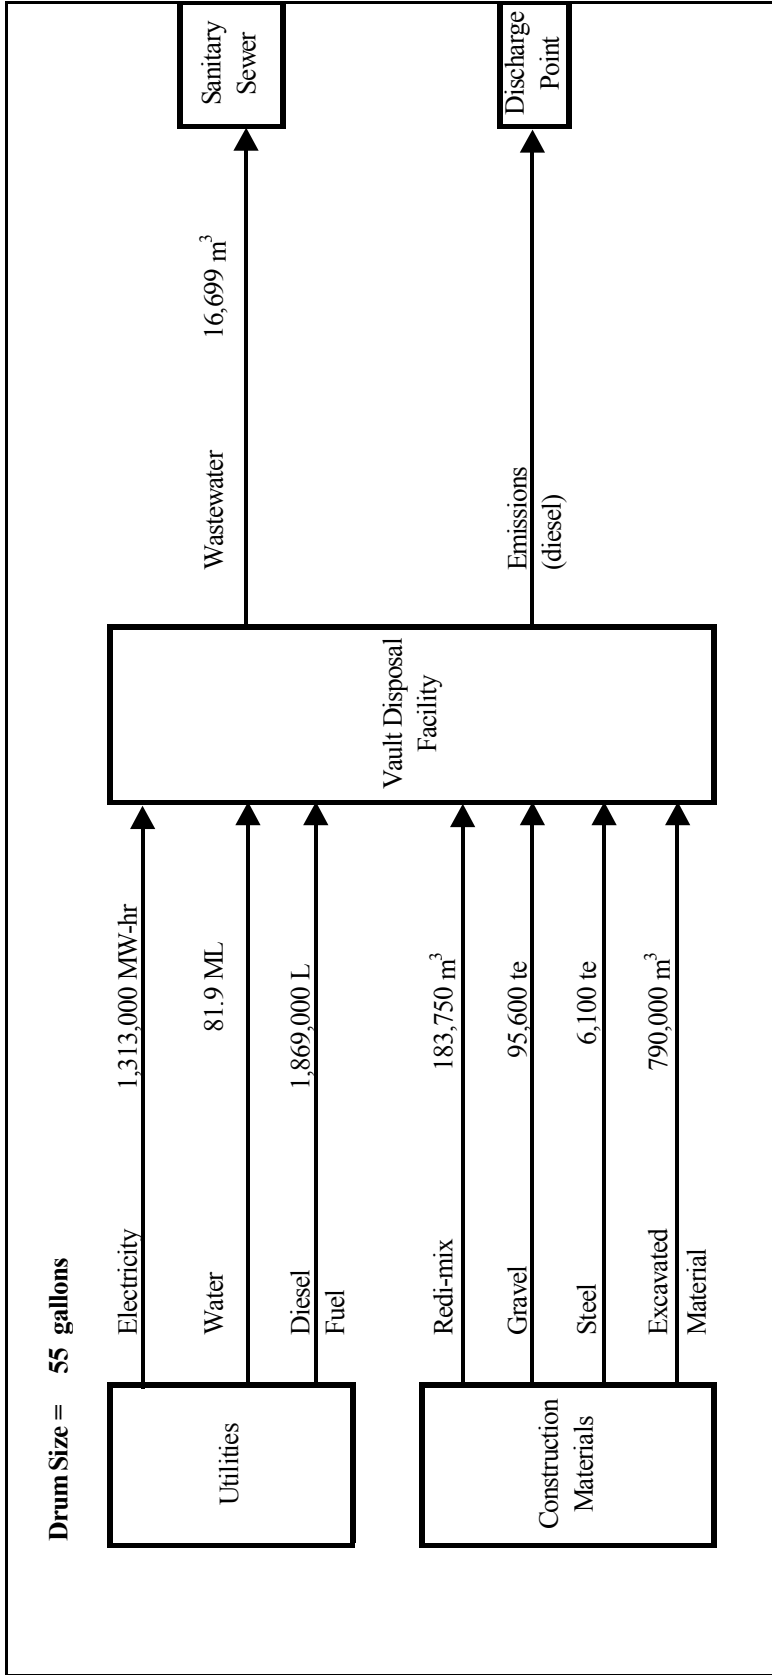 Drum Size = 55 gallons
Utilities
Electricity 1,313,000 MW-hr
Water 81.9 ML
Diesel 1,869,000 L
Fuel
Construction
Materials
Redi-mix 183,750 m³
Gravel 95,600 te
Steel 6,100 te
Excavated 790,000 m³
Material
Vault Disposal
Facility
Wastewater 16,699 m³
Sanitary
Sewer
Emissions
(diesel)
Discharge
Point